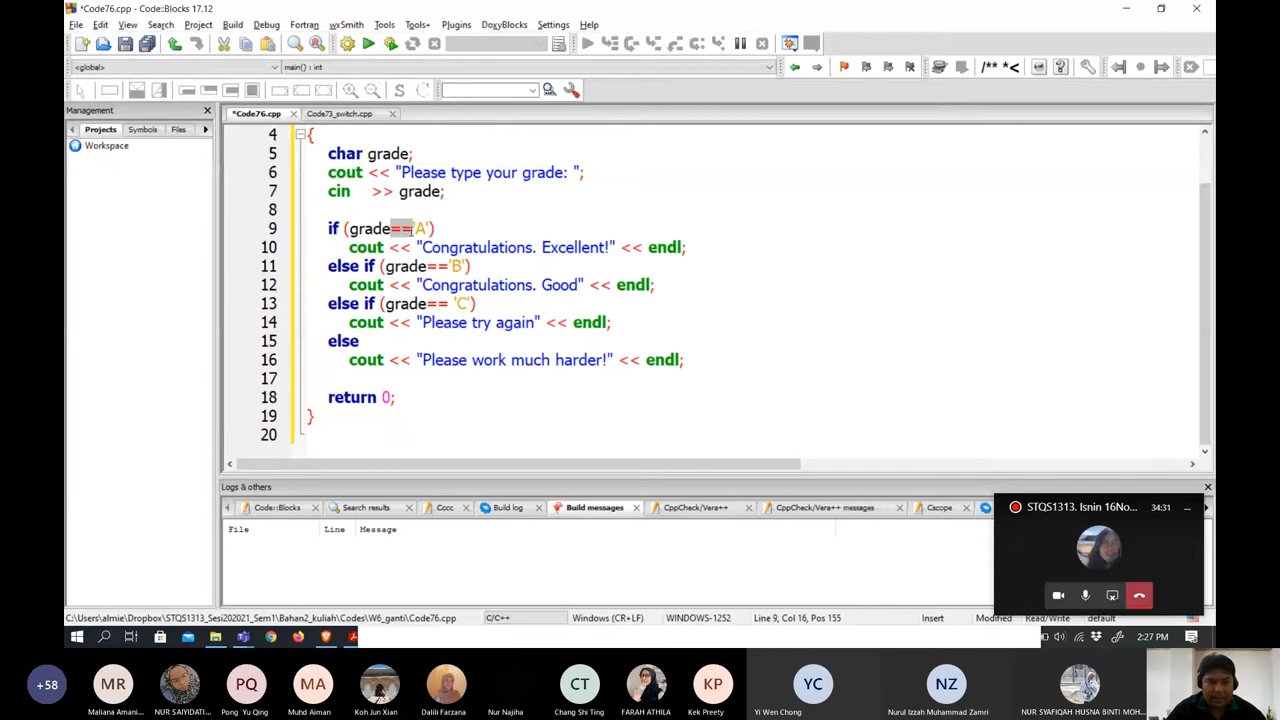 *Code76.cpp - Code::Blocks 17.12
File Edit View Search Project Build Debug Fortran wxSmith Tools Tools+ Plugins DoxyBlocks Settings Help
<global> main() : int
/** *<
S
Management
*Code76.cpp Code73_switch.cpp
Projects Symbols Files
Workspace
4 {
5 char grade;
6 cout << "Please type your grade: ";
7 cin >> grade;
8
9 if (grade=='A')
10 cout << "Congratulations. Excellent!" << endl;
11 else if (grade=='B')
12 cout << "Congratulations. Good" << endl;
13 else if (grade== 'C')
14 cout << "Please try again" << endl;
15 else
16 cout << "Please work much harder!" << endl;
17
18 return 0;
19 }
20
Logs & others
Code::Blocks Search results Cccc Build log Build messages CppCheck/Vera++ CppCheck/Vera++ messages Cscope
File Line Message
STQS1313. Isnin 16No... 34:31
C:\Users\almie\Dropbox\STQS1313_Sesi202021_Sem1\Bahan2_kuliah\Codes\W6_ganti\Code76.cpp C/C++ Windows (CR+LF) WINDOWS-1252 Line 9, Col 16, Pos 155 Insert Modified Read/Write default
2:27 PM
+58 MR PQ MA CT KP YC NZ
Maliana Amani... NUR SAIYIDATI... Pong Yu Qing Muhd Aiman Koh Jun Xian Dalili Farzana Nur Najiha Chang Shi Ting FARAH ATHILA Kek Preety Yi Wen Chong Nurul Izzah Muhammad Zamri NUR SYAFIQAH HUSNA BINTI MOH...